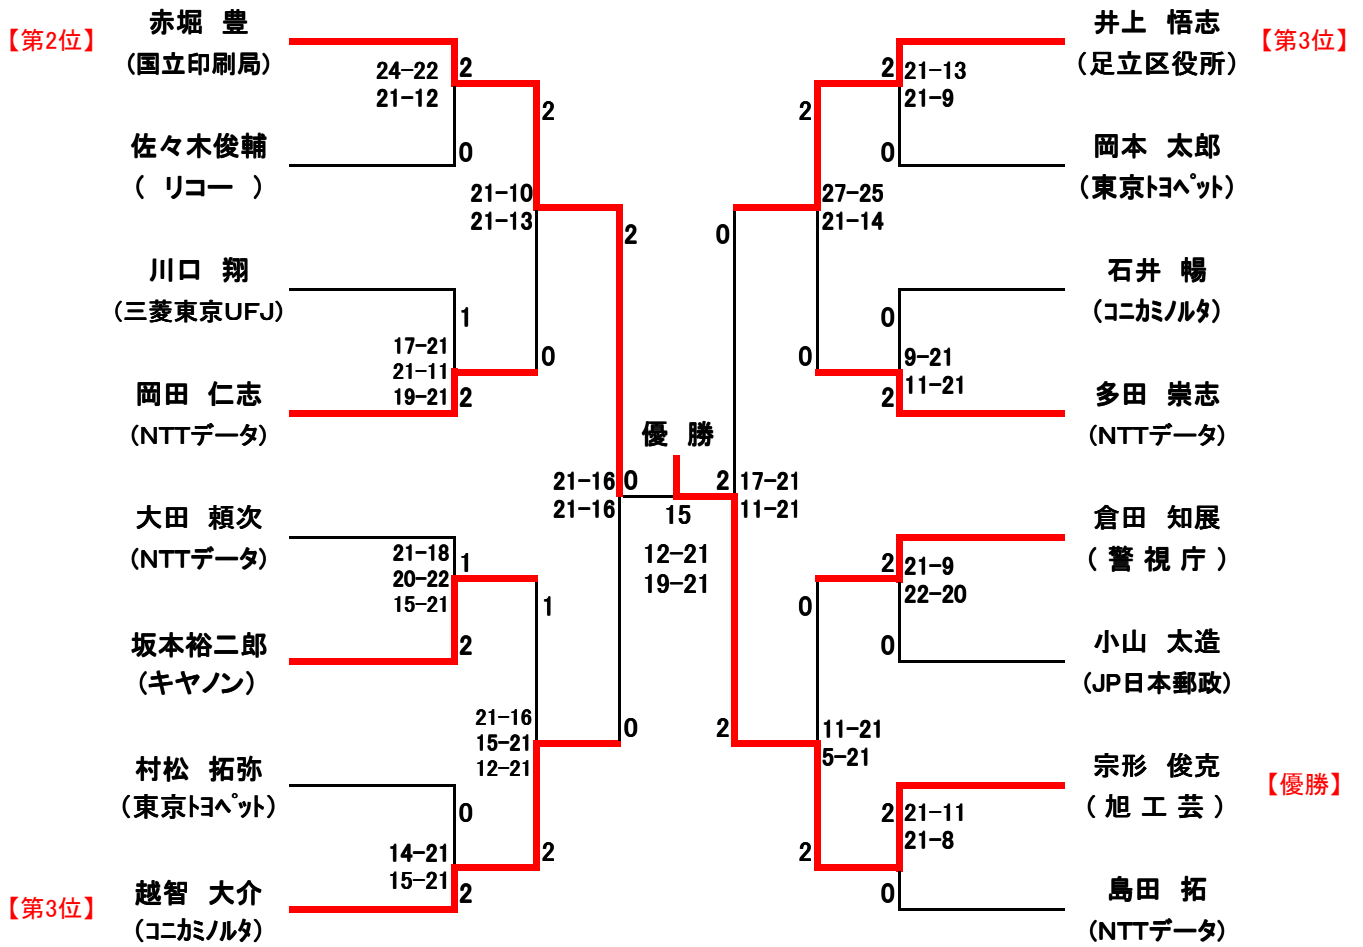 赤堀 豊
【第2位】
(国立印刷局)
2
24-22
21-12
2
佐々木俊輔
0
( リコー )
21-10
21-13
2
川口 翔
(三菱東京UFJ)
1
17-21
0
21-11
岡田 仁志
19-21
2
(NTTデータ)
大田 頼次
(NTTデータ)
21-18
1
20-22
15-21
1
坂本裕二郎
2
(キヤノン)
21-16
15-21
12-21
0
村松 拓弥
(東京トヨペット)
0
14-21
2
15-21
越智 大介
2
【第3位】
(コニカミノルタ)
優 勝
21-16
0
21-16
2
17-21
11-21
15
12-21
19-21
井上 悟志
【第3位】
(足立区役所)
2
21-13
21-9
2
岡本 太郎
0
(東京トヨペット)
27-25
21-14
0
石井 暢
(コニカミノルタ)
0
0
9-21
11-21
多田 崇志
2
(NTTデータ)
倉田 知展
(警視庁)
2
21-9
22-20
0
小山 太造
0
(JP日本郵政)
2
11-21
5-21
宗形 俊克
【優勝】
(旭工芸)
2
21-11
21-8
2
島田 拓
0
(NTTデータ)